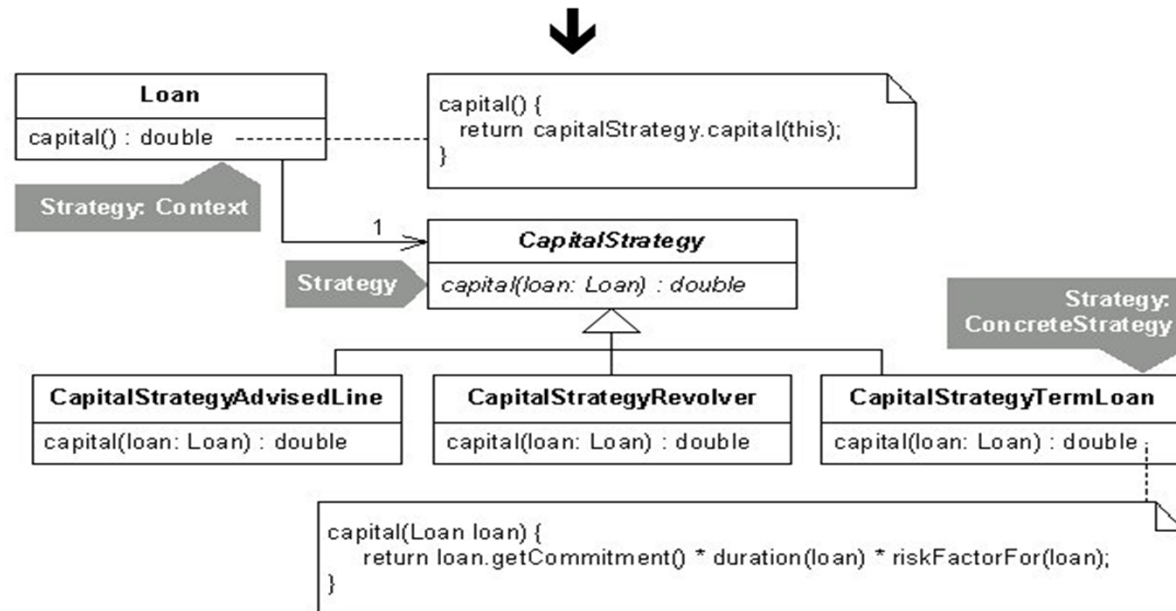 Loan
capital() : double
capital() {
return capitalStrategy.capital(this);
}
Strategy: Context
1
CapitalStrategy
capital(loan: Loan) : double
Strategy
Strategy:
ConcreteStrategy
CapitalStrategyAdvisedLine
capital(loan: Loan) : double
CapitalStrategyRevolver
capital(loan: Loan) : double
CapitalStrategyTermLoan
capital(loan: Loan) : double
capital(Loan loan) {
return loan.getCommitment() * duration(loan) * riskFactorFor(loan);
}